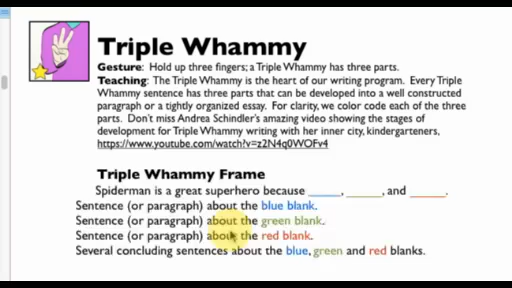 Triple Whammy
Gesture: Hold up three fingers; a Triple Whammy has three parts.
Teaching: The Triple Whammy is the heart of our writing program. Every Triple
Whammy sentence has three parts that can be developed into a well constructed
paragraph or a tightly organized essay. For clarity, we color code each of the three
parts. Don't miss Andrea Schindler's amazing video showing the stages of
development for Triple Whammy writing with her inner city, kindergarteners,
https://www.youtube.com/watch?v=z2N4q0WOFv4
Triple Whammy Frame
Spiderman is a great superhero because _____, _____, and _____.
Sentence (or paragraph) about the blue blank.
Sentence (or paragraph) about the green blank.
Sentence (or paragraph) about the red blank.
Several concluding sentences about the blue, green and red blanks.